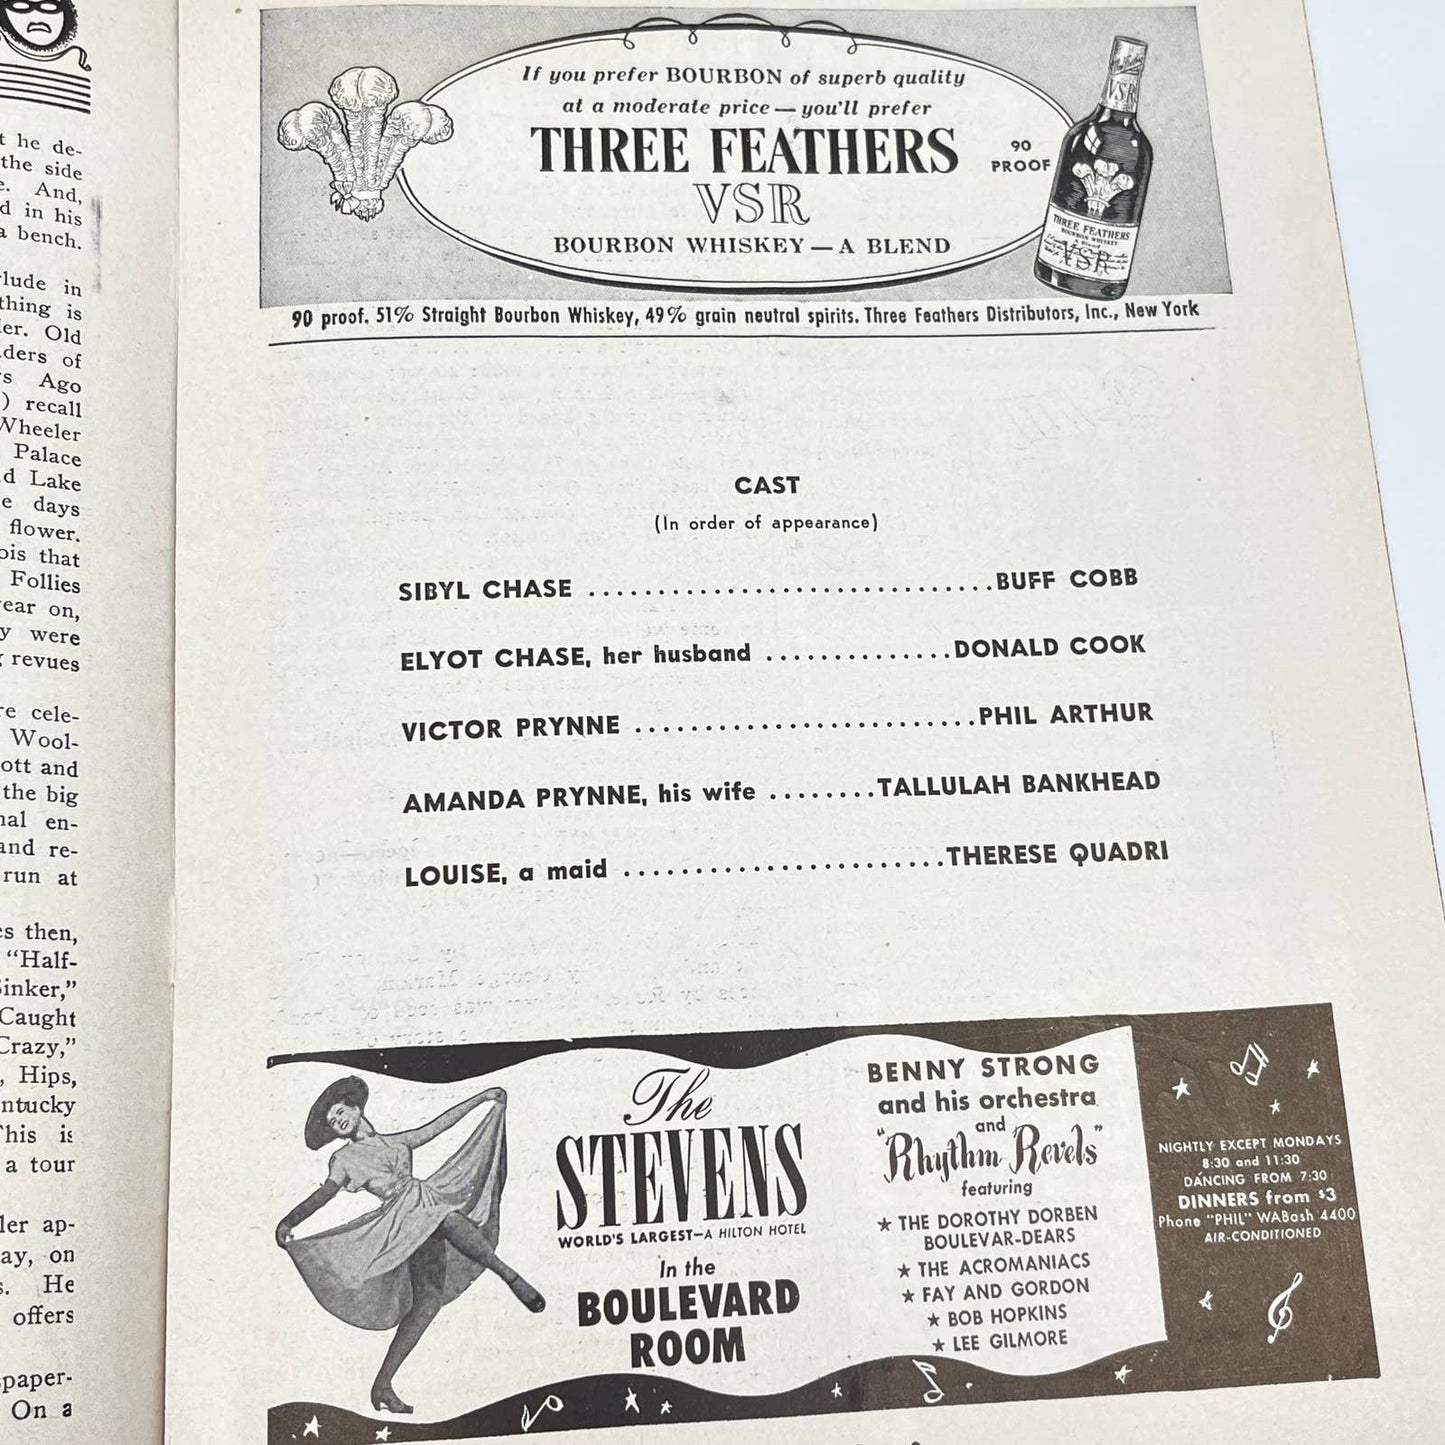 t he de-
the side
e. And,
d in his
a bench.
lude in
thing is
ler. Old
ders of
s Ago
) recall
Wheeler
Palace
d Lake
e days
flower.
ois that
Follies
ear on,
y were
g revues
re cele-
Wool-
ott and
the big
nal en-
and re-
run at
es then,
"Half-
Sinker,"
Caught
Crazy,"
, Hips,
entucky
This is
a tour
ler ap-
ay, on
s. He
offers
spaper-
On a
If you prefer BOURBON of superb quality
at a moderate price — you'll prefer
THREE FEATHERS
VSR
BOURBON WHISKEY — A BLEND
90
PROOF
VSR
THREE FEATHERS
BOURBON WHISKEY
VSR
90 proof. 51% Straight Bourbon Whiskey, 49% grain neutral spirits. Three Feathers Distributors, Inc., New York
CAST
(In order of appearance)
SIBYL CHASE ..............................BUFF COBB
ELYOT CHASE, her husband ..............DONALD COOK
VICTOR PRYNNE .........................PHIL ARTHUR
AMANDA PRYNNE, his wife ........TALLULAH BANKHEAD
LOUISE, a maid ........................THERESE QUADRI
The
STEVENS
WORLD'S LARGEST—A HILTON HOTEL
In the
BOULEVARD
ROOM
BENNY STRONG
and his orchestra
and
"Rhythm Revels"
featuring
★ THE DOROTHY DORBEN
BOULEVAR-DEARS
★ THE ACROMANIACS
★ FAY AND GORDON
★ BOB HOPKINS
★ LEE GILMORE
NIGHTLY EXCEPT MONDAYS
8:30 and 11:30
DANCING FROM 7:30
DINNERS from $3
Phone "PHIL" WABash 4400
AIR-CONDITIONED